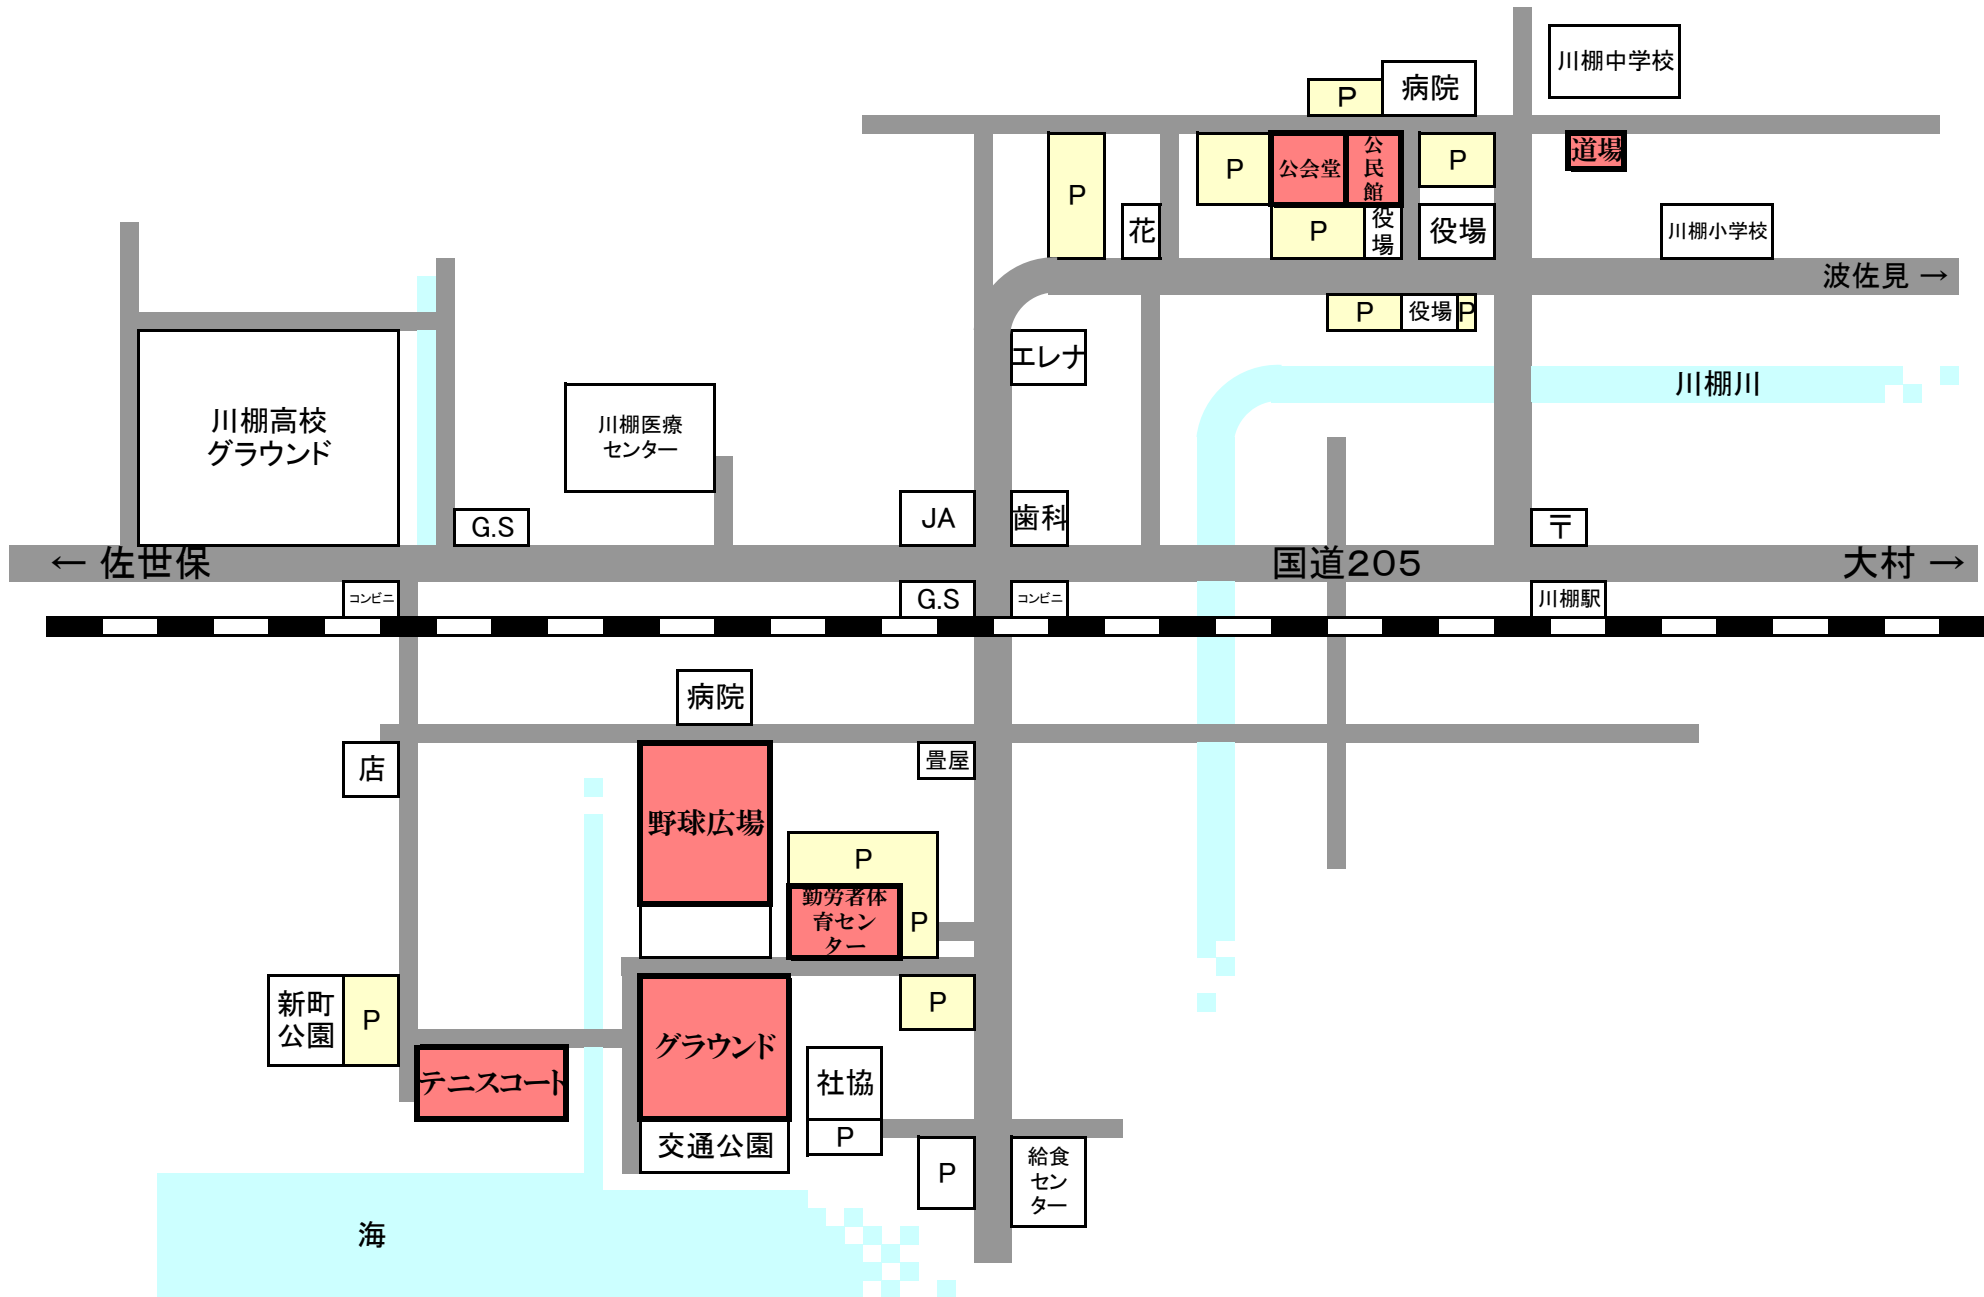 川棚中学校
病院
P
公会堂
公
民
館
P
P
P
道場
P
役
場
花
役場
川棚小学校
波佐見 →
P
役場
P
エレナ
川棚川
川棚高校
グラウンド
川棚医療
センター
G.S
JA
歯科
〒
← 佐世保
国道205
大村 →
コンビニ
G.S
コンビニ
川棚駅
病院
店
畳屋
野球広場
P
勤労者体
育セン
ター
P
新町
公園
P
P
グラウンド
テニスコート
社協
P
交通公園
P
給食
セン
ター
海